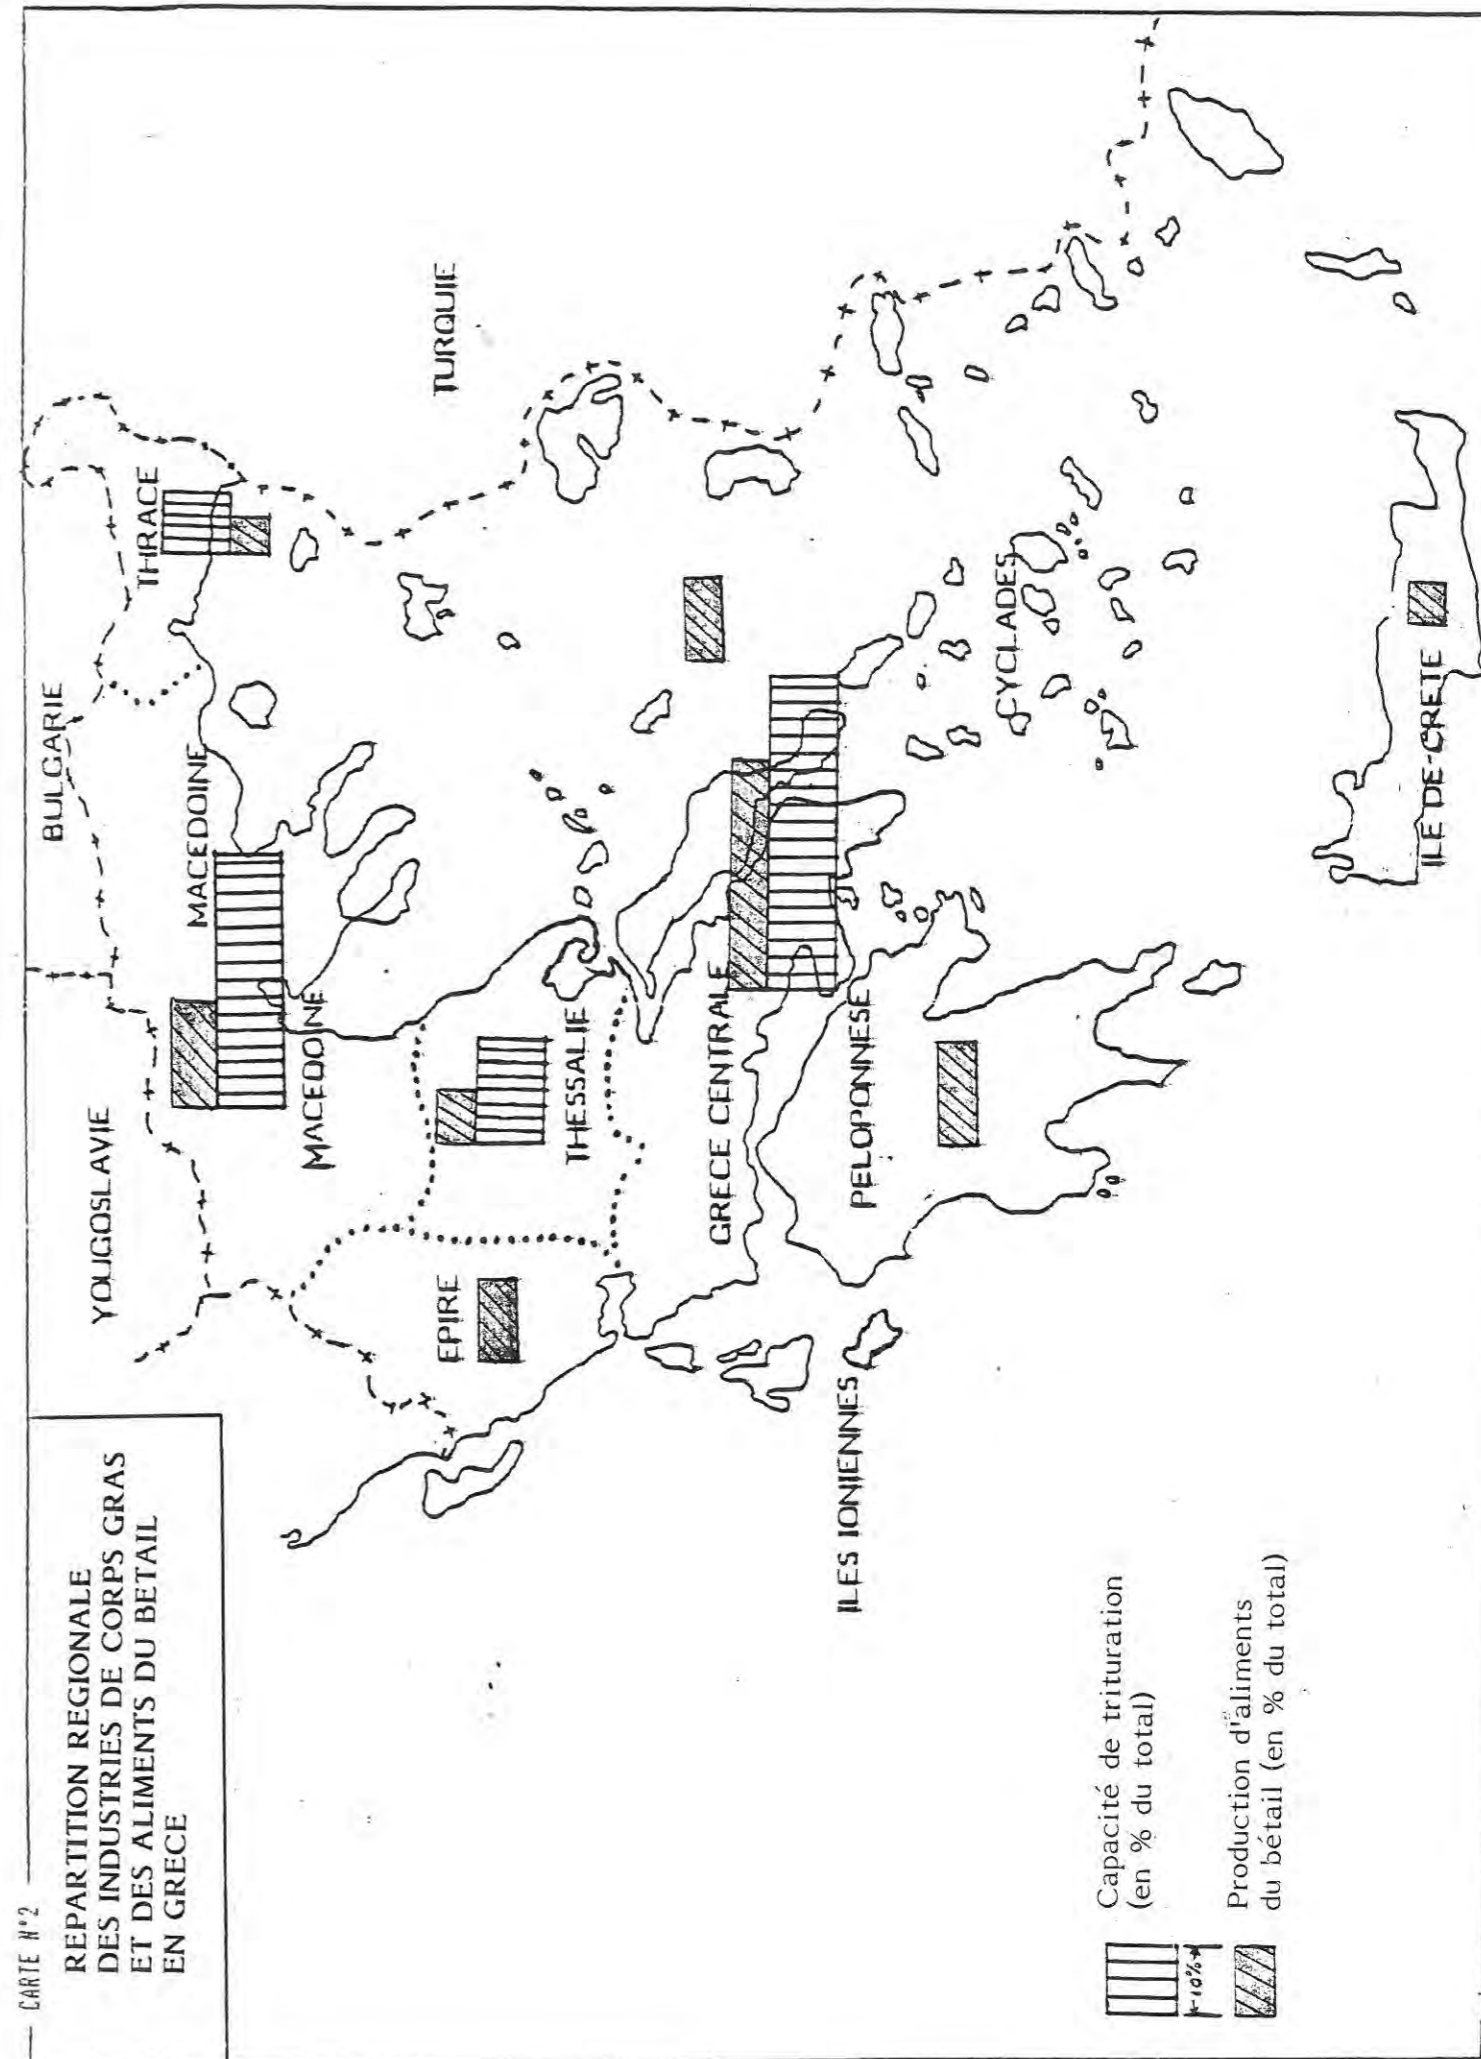 CARTE N°2
REPARTITION REGIONALE
DES INDUSTRIES DE CORPS GRAS
ET DES ALIMENTS DU BETAIL
EN GRECE
YOUGOSLAVIE
BULGARIE
TURQUIE
MACEDOINE
THRACE
MACEDOINE
EPIRE
THESSALIE
GRECE CENTRALE
PELOPONNESE
ILES IONIENNES
CYCLADES
ILE DE-CRETE
Capacité de trituration
(en % du total)
10%
Production d'aliments
du bétail (en % du total)